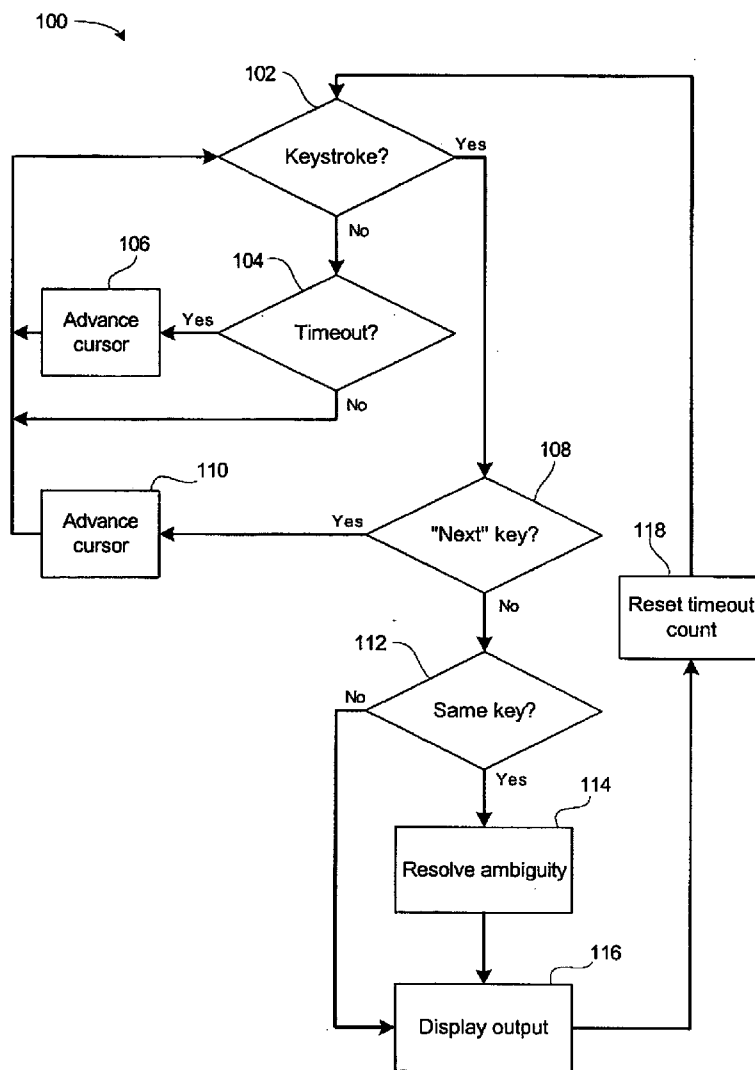 100
102
Keystroke?
Yes
No
106
104
Advance
cursor
Yes
Timeout?
No
108
110
Advance
cursor
Yes
"Next" key?
118
No
Reset timeout
count
112
No
Same key?
Yes
114
Resolve ambiguity
116
Display output